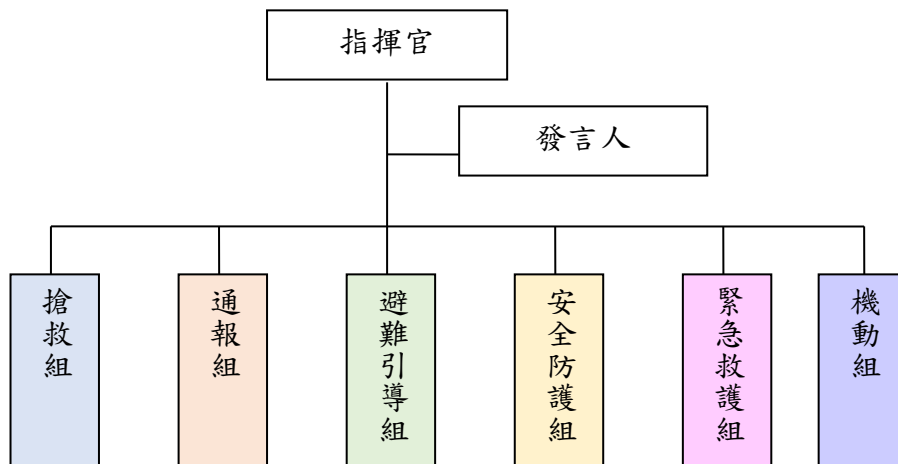 指揮官
發言人
搶救組
通報組
避難引導組
安全防護組
緊急救護組
機動組